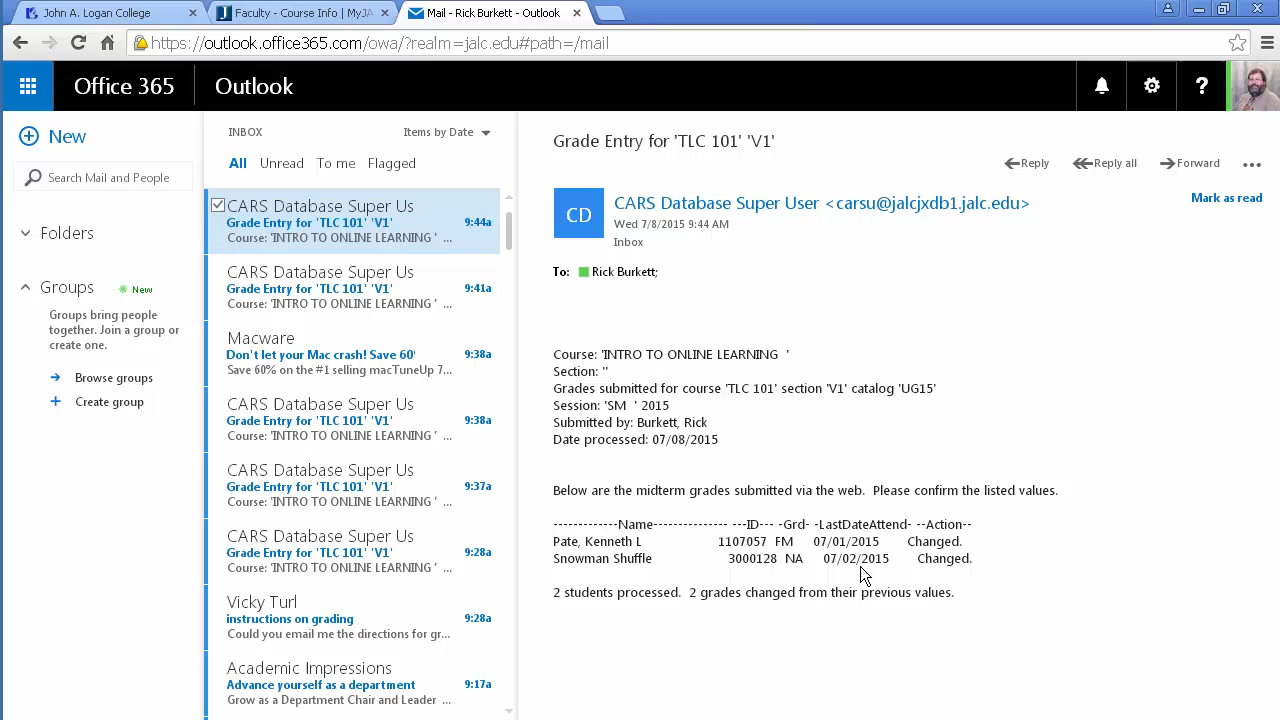 John A. Logan College
Faculty - Course Info | MyJA
Mail - Rick Burkett - Outlook
https://outlook.office365.com/owa/?realm=jalc.edu#path=/mail
Office 365
Outlook
New
Search Mail and People
Folders
Groups
New
Groups bring people
together. Join a group or
create one.
Browse groups
Create group
INBOX
Items by Date
All
Unread
To me
Flagged
CARS Database Super Us
Grade Entry for 'TLC 101' 'V1'
9:44a
Course: 'INTRO TO ONLINE LEARNING ' ...
CARS Database Super Us
Grade Entry for 'TLC 101' 'V1'
9:41a
Course: 'INTRO TO ONLINE LEARNING ' ...
Macware
Don't let your Mac crash! Save 60'
9:38a
Save 60% on the #1 selling macTuneUp 7...
CARS Database Super Us
Grade Entry for 'TLC 101' 'V1'
9:38a
Course: 'INTRO TO ONLINE LEARNING ' ...
CARS Database Super Us
Grade Entry for 'TLC 101' 'V1'
9:37a
Course: 'INTRO TO ONLINE LEARNING ' ...
CARS Database Super Us
Grade Entry for 'TLC 101' 'V1'
9:28a
Course: 'INTRO TO ONLINE LEARNING ' ...
Vicky Turl
instructions on grading
9:28a
Could you email me the directions for gr...
Academic Impressions
Advance yourself as a department
9:17a
Grow as a Department Chair and Leader ...
Grade Entry for 'TLC 101' 'V1'
Reply
Reply all
Forward
...
CD
CARS Database Super User <carsu@jalcjxdb1.jalc.edu>
Mark as read
Wed 7/8/2015 9:44 AM
Inbox
To: Rick Burkett;
Course: 'INTRO TO ONLINE LEARNING  '
Section: ''
Grades submitted for course 'TLC 101' section 'V1' catalog 'UG15'
Session: 'SM  ' 2015
Submitted by: Burkett, Rick
Date processed: 07/08/2015
Below are the midterm grades submitted via the web.  Please confirm the listed values.
-------------Name--------------- ---ID--- -Grd- -LastDateAttend- --Action--
Pate, Kenneth L 1107057 FM 07/01/2015 Changed.
Snowman Shuffle 3000128 NA 07/02/2015 Changed.
2 students processed.  2 grades changed from their previous values.